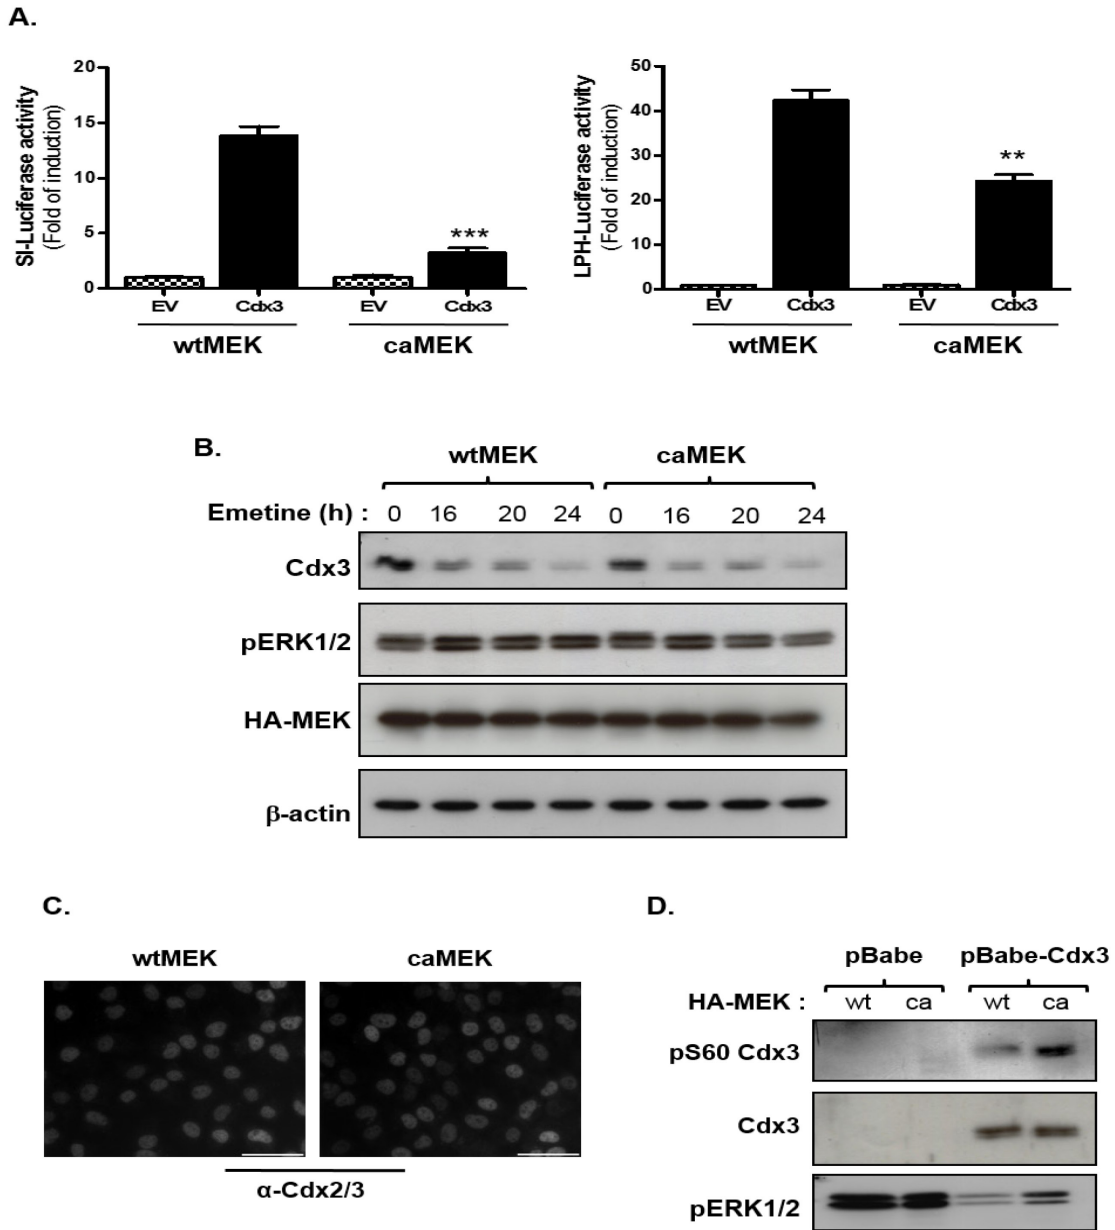 A.
SI-Luciferase activity
(Fold of induction)
20
15
10
5
0
***
EV Cdx3 EV Cdx3
wtMEK caMEK
LPH-Luciferase activity
(Fold of induction)
50
40
30
20
10
0
**
EV Cdx3 EV Cdx3
wtMEK caMEK
B.
wtMEK caMEK
Emetine (h) : 0 16 20 24 0 16 20 24
Cdx3
pERK1/2
HA-MEK
β-actin
C.
wtMEK caMEK
α-Cdx2/3
D.
pBabe pBabe-Cdx3
HA-MEK : wt ca wt ca
pS60 Cdx3
Cdx3
pERK1/2